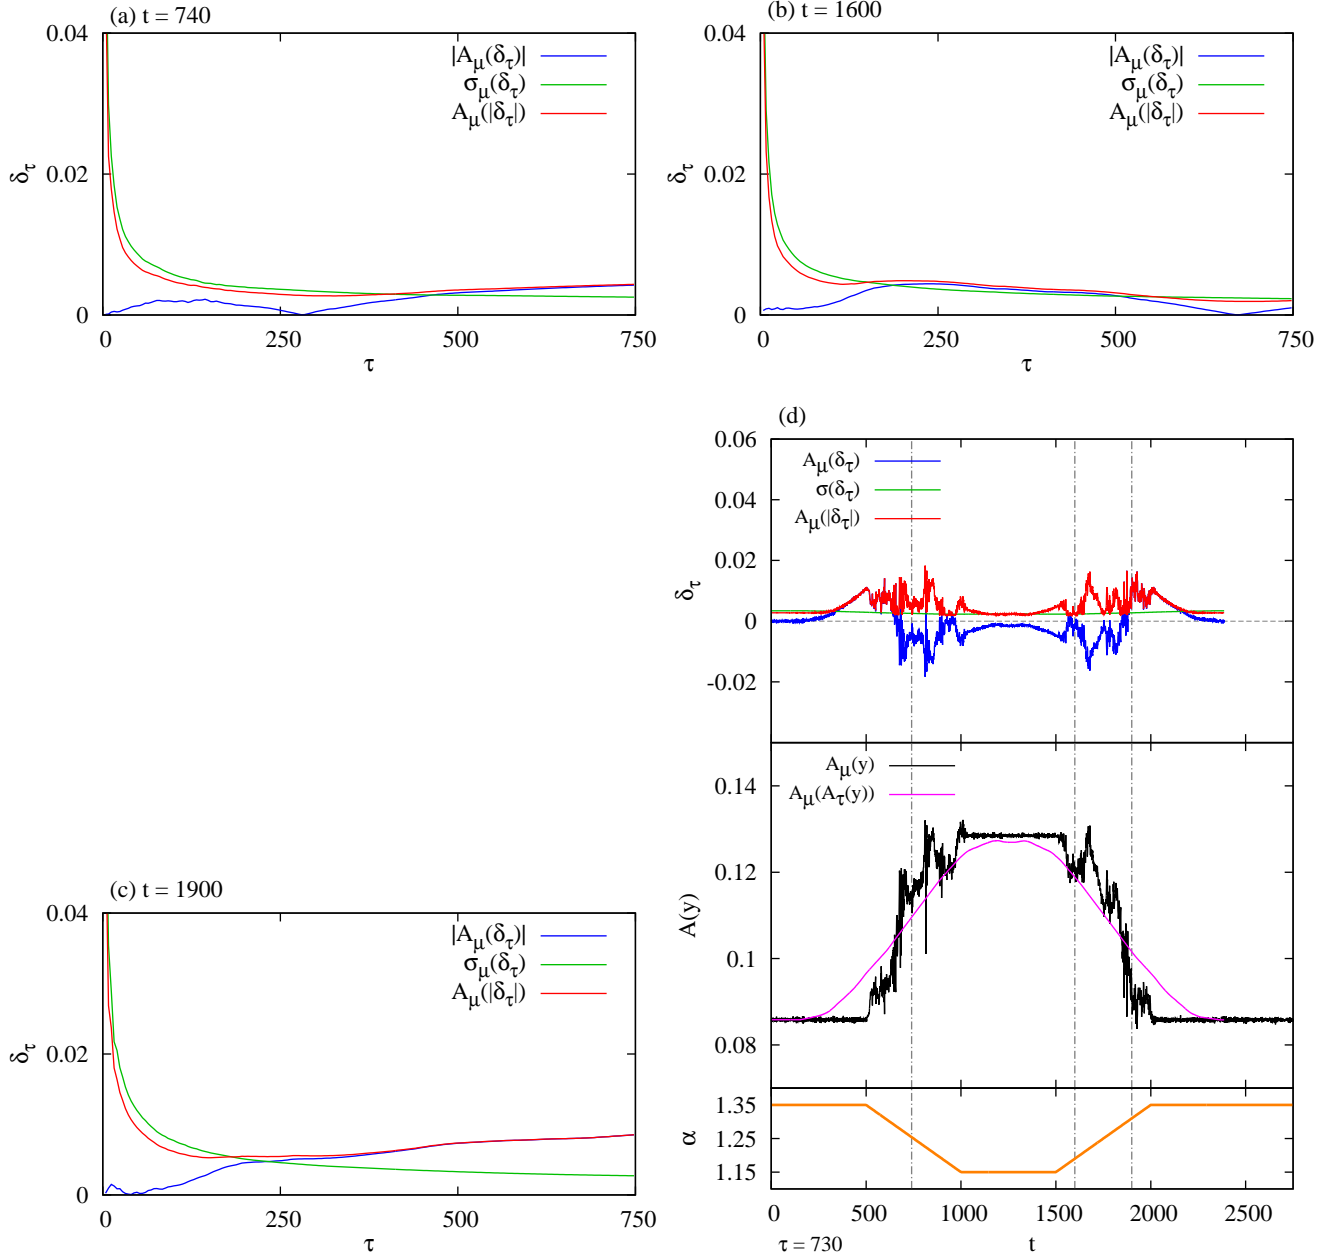 (a) t = 740
0.04
0.02
0
δτ
|Aμ(δτ)|
σμ(δτ)
Aμ(|δτ|)
0 250 500 750
τ
(b) t = 1600
0.04
0.02
0
δτ
|Aμ(δτ)|
σμ(δτ)
Aμ(|δτ|)
0 250 500 750
τ
(c) t = 1900
0.04
0.02
0
δτ
|Aμ(δτ)|
σμ(δτ)
Aμ(|δτ|)
0 250 500 750
τ
(d)
0.06
0.04
0.02
0
-0.02
δτ
Aμ(δτ)
σ(δτ)
Aμ(|δτ|)
0.14
0.12
0.1
0.08
A(y)
Aμ(y)
Aμ(Aτ(y))
1.35
1.25
1.15
α
0 500 1000 1500 2000 2500
τ = 730 t